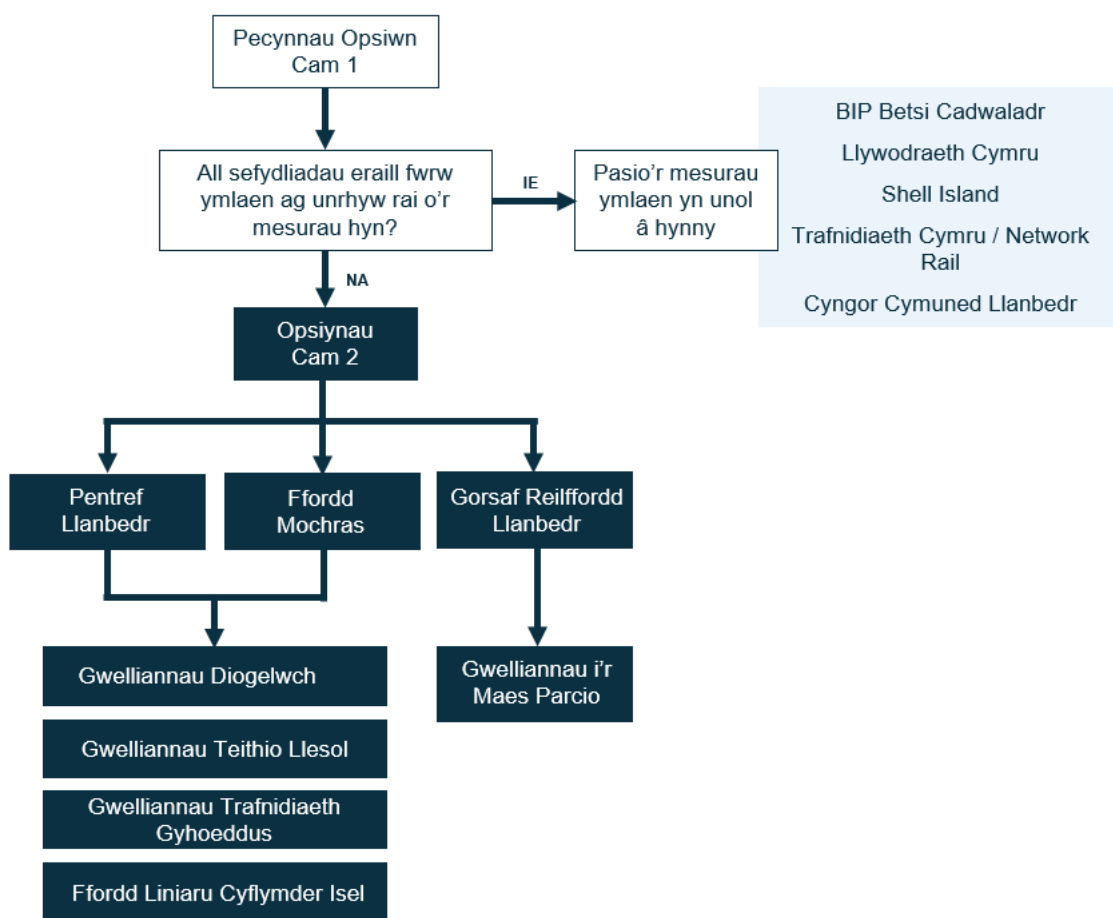 Pecynnau Opsiwn
Cam 1
All sefydliadau eraill fwrw
ymlaen ag unrhyw rai o'r
mesurau hyn?
IE
Pasio'r mesurau
ymlaen yn unol
â hynny
BIP Betsi Cadwaladr
Llywodraeth Cymru
Shell Island
Trafnidiaeth Cymru / Network
Rail
Cyngor Cymuned Llanbedr
NA
Opsiynau
Cam 2
Pentref
Llanbedr
Ffordd
Mochras
Gorsaf Reilffordd
Llanbedr
Gwelliannau Diogelwch
Gwelliannau Teithio Llesol
Gwelliannau Trafnidiaeth
Gyhoeddus
Ffordd Liniaru Cyflymder Isel
Gwelliannau i'r
Maes Parcio